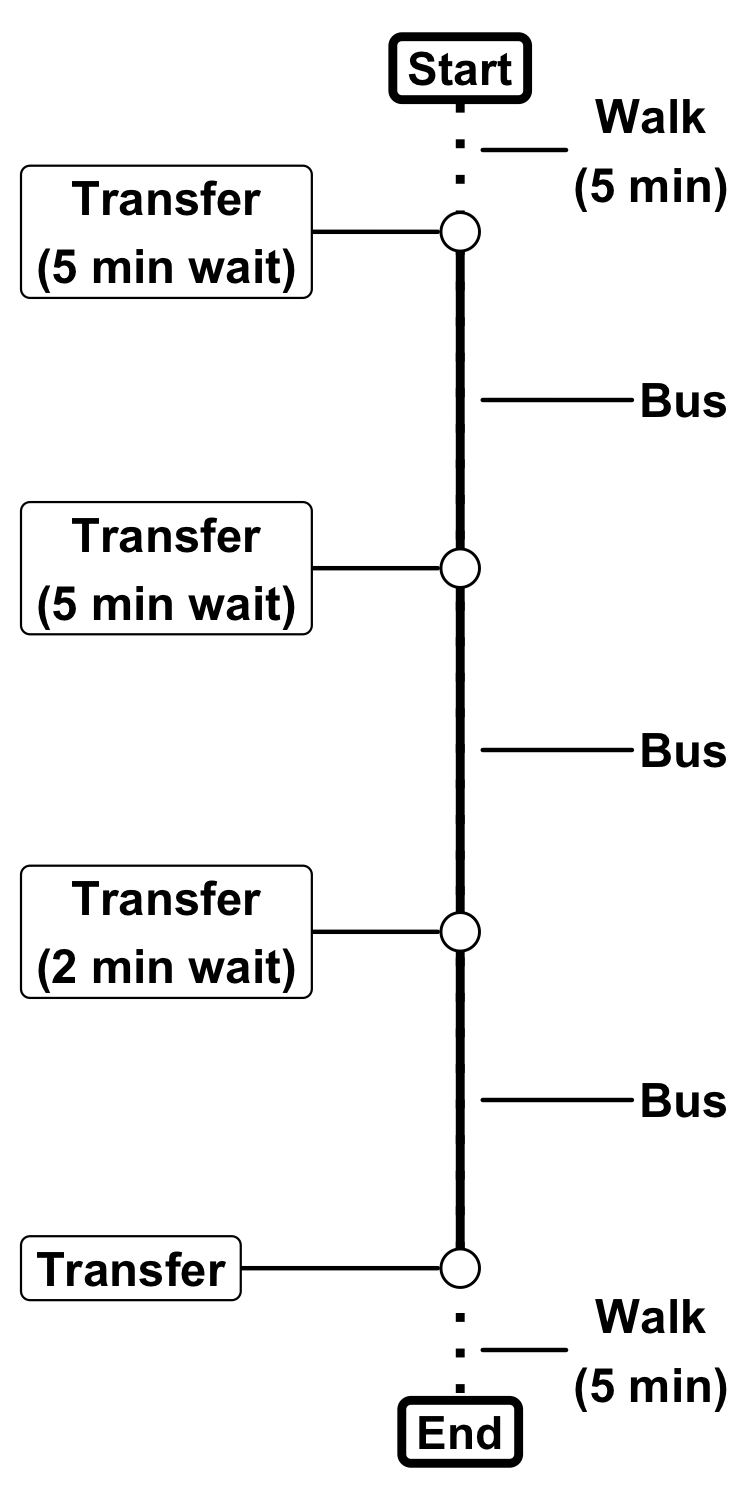 Start
Walk
(5 min)
Transfer
(5 min wait)
Bus
Transfer
(5 min wait)
Bus
Transfer
(2 min wait)
Bus
Transfer
Walk
(5 min)
End